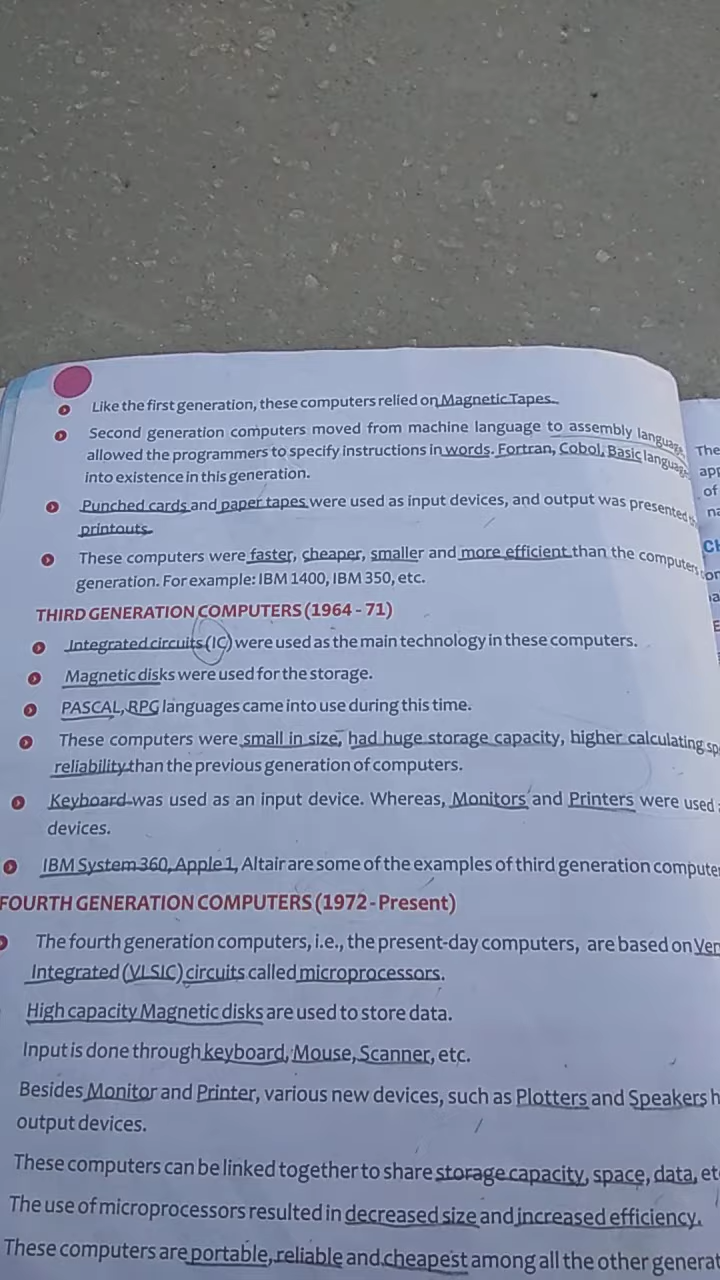 Like the first generation, these computers relied on Magnetic Tapes.
Second generation computers moved from machine language to assembly language
allowed the programmers to specify instructions in words. Fortran, Cobol, Basic language
into existence in this generation.
Punched cards and paper tapes were used as input devices, and output was presented
printouts.
These computers were faster, cheaper, smaller and more efficient than the computers
generation. For example: IBM 1400, IBM 350, etc.
THIRD GENERATION COMPUTERS (1964 - 71)
Integrated circuits (IC) were used as the main technology in these computers.
Magnetic disks were used for the storage.
PASCAL, RPG languages came into use during this time.
These computers were small in size, had huge storage capacity, higher calculating sp
reliability than the previous generation of computers.
Keyboard was used as an input device. Whereas, Monitors and Printers were used
devices.
IBM System 360, Apple 1, Altair are some of the examples of third generation compute
FOURTH GENERATION COMPUTERS (1972 - Present)
The fourth generation computers, i.e., the present-day computers, are based on Ver
Integrated (VLSIC) circuits called microprocessors.
High capacity Magnetic disks are used to store data.
Input is done through keyboard, Mouse, Scanner, etc.
Besides Monitor and Printer, various new devices, such as Plotters and Speakers h
output devices.
These computers can be linked together to share storage capacity, space, data, et
The use of microprocessors resulted in decreased size and increased efficiency.
These computers are portable, reliable and cheapest among all the other generat
The
app
of